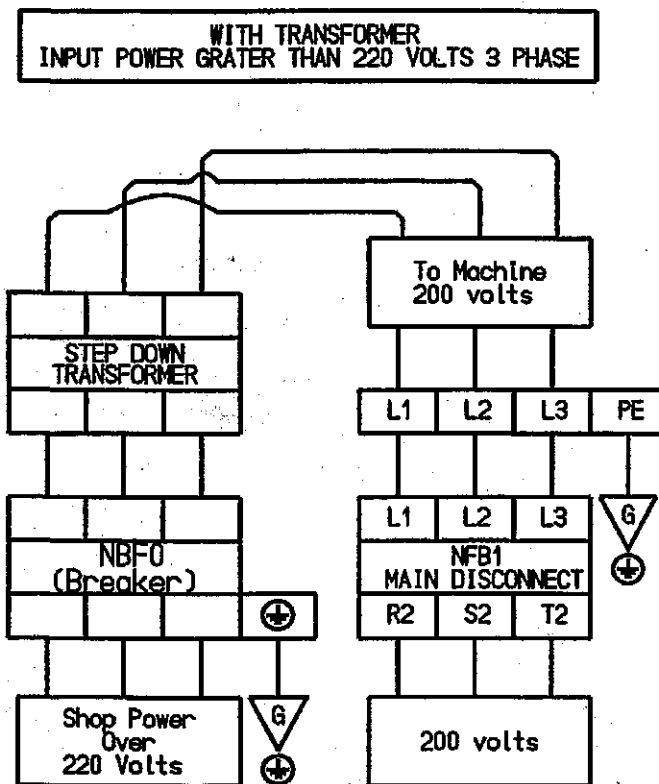 WITH TRANSFORMER
INPUT POWER GRATER THAN 220 VOLTS 3 PHASE
To Machine
200 volts
STEP DOWN
TRANSFORMER
L1 L2 L3 PE
L1 L2 L3
G
NBF0
(Breaker)
NFB1
MAIN DISCONNECT
R2 S2 T2
Shop Power
Over
220 Volts
G
200 volts